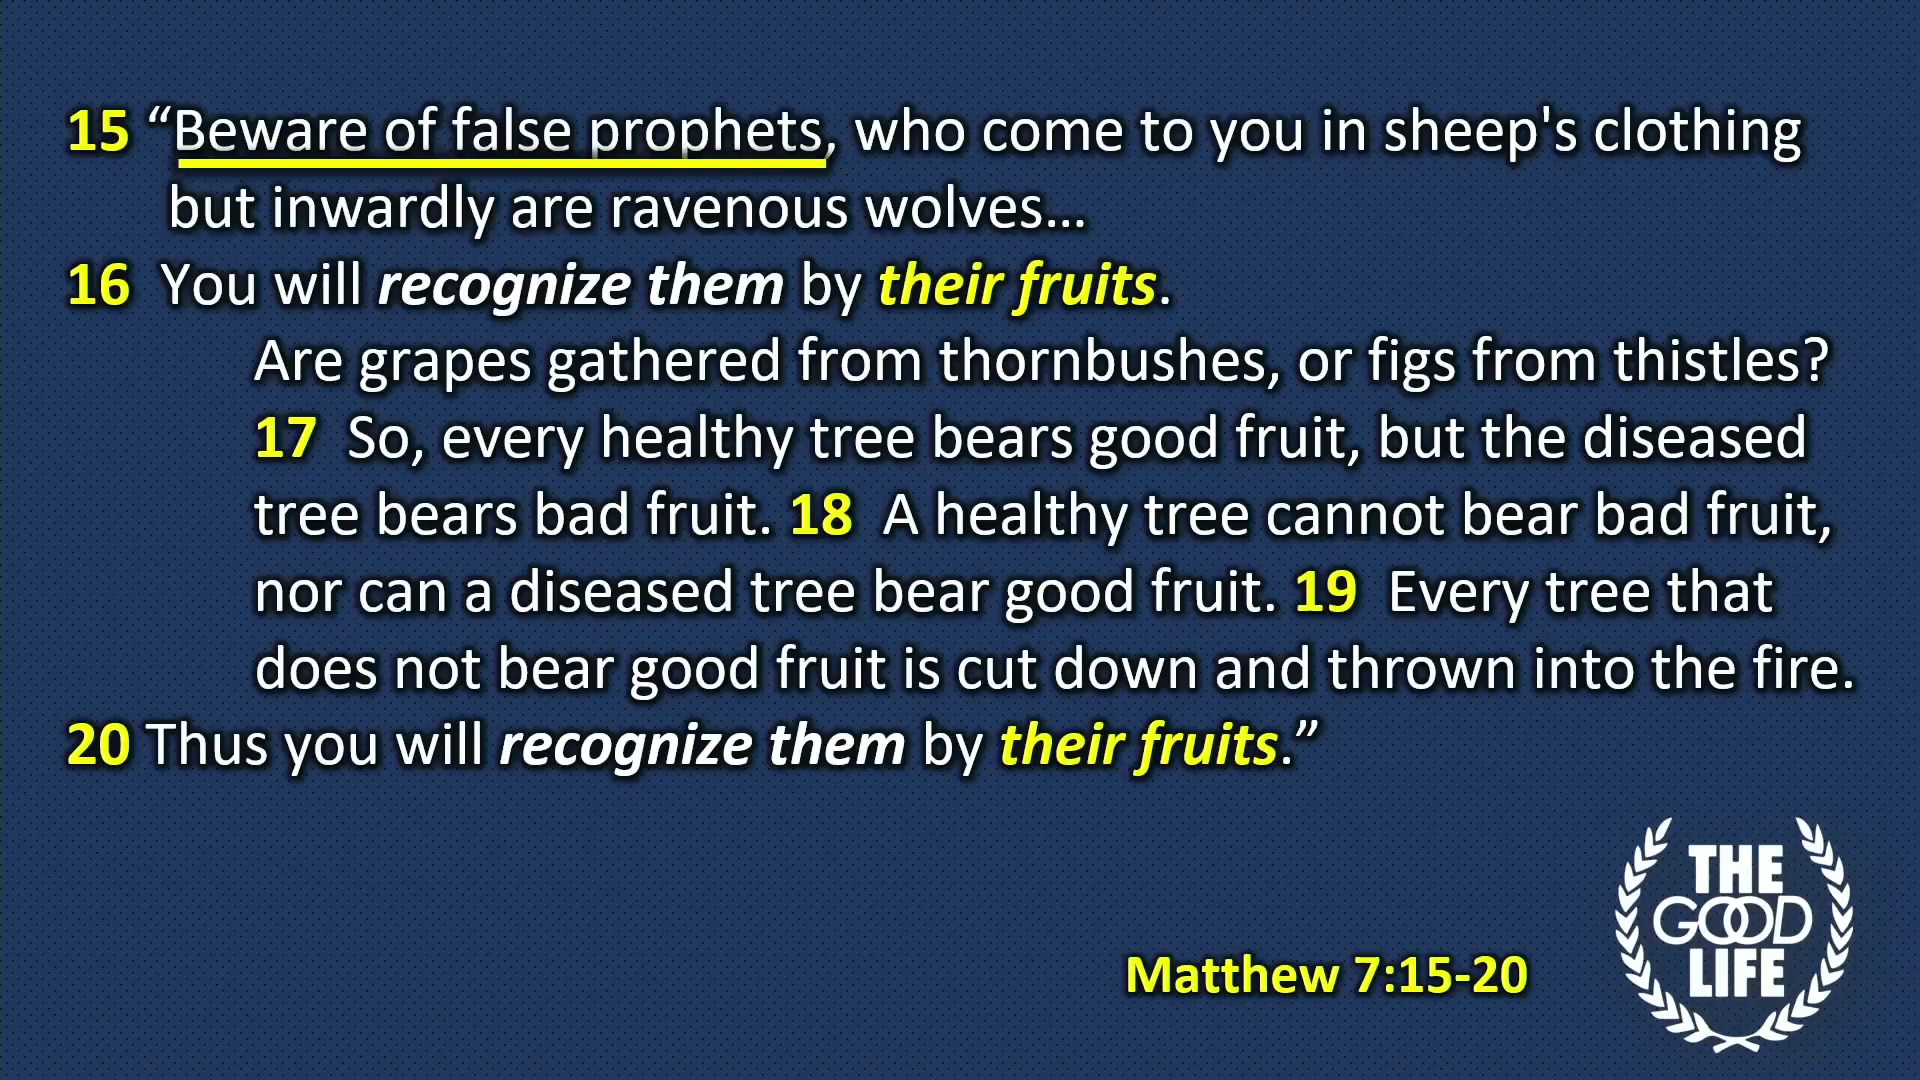 15 “Beware of false prophets, who come to you in sheep's clothing
but inwardly are ravenous wolves…
16 You will recognize them by their fruits.
Are grapes gathered from thornbushes, or figs from thistles?
17 So, every healthy tree bears good fruit, but the diseased
tree bears bad fruit. 18 A healthy tree cannot bear bad fruit,
nor can a diseased tree bear good fruit. 19 Every tree that
does not bear good fruit is cut down and thrown into the fire.
20 Thus you will recognize them by their fruits.”
Matthew 7:15-20
THE
GOOD
LIFE